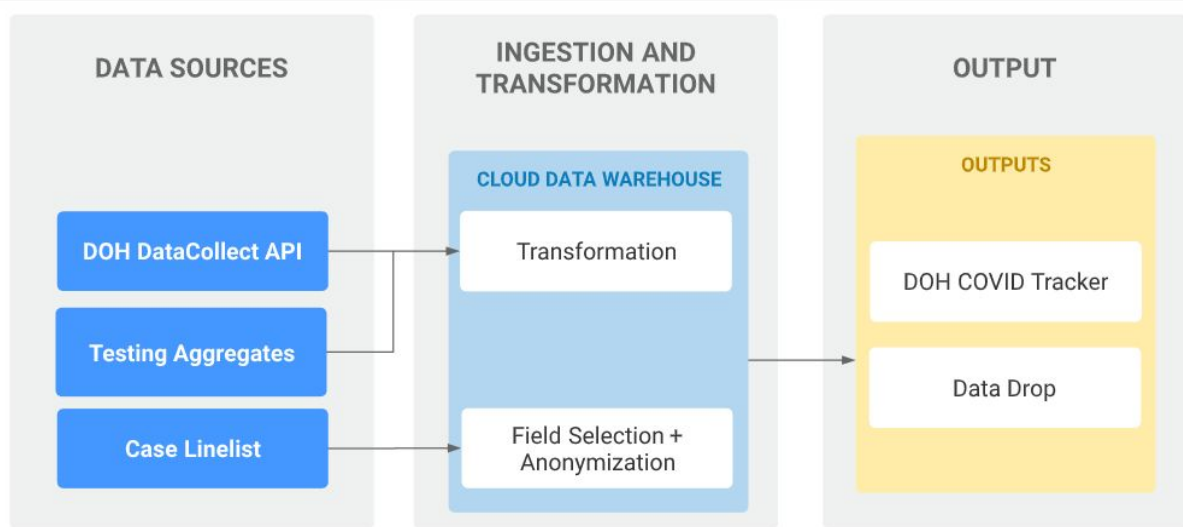 DATA SOURCES
DOH DataCollect API
Testing Aggregates
Case Linelist
INGESTION AND
TRANSFORMATION
CLOUD DATA WAREHOUSE
Transformation
Field Selection +
Anonymization
OUTPUT
OUTPUTS
DOH COVID Tracker
Data Drop